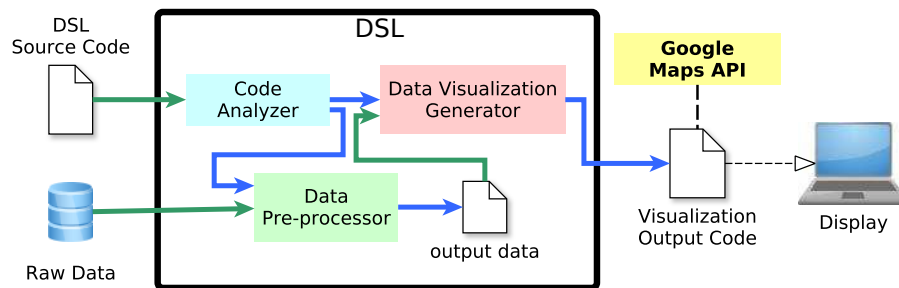 DSL
Source Code
DSL
Google
Maps API
Code
Analyzer
Data Visualization
Generator
Data
Pre-processor
output data
Visualization
Output Code
Display
Raw Data